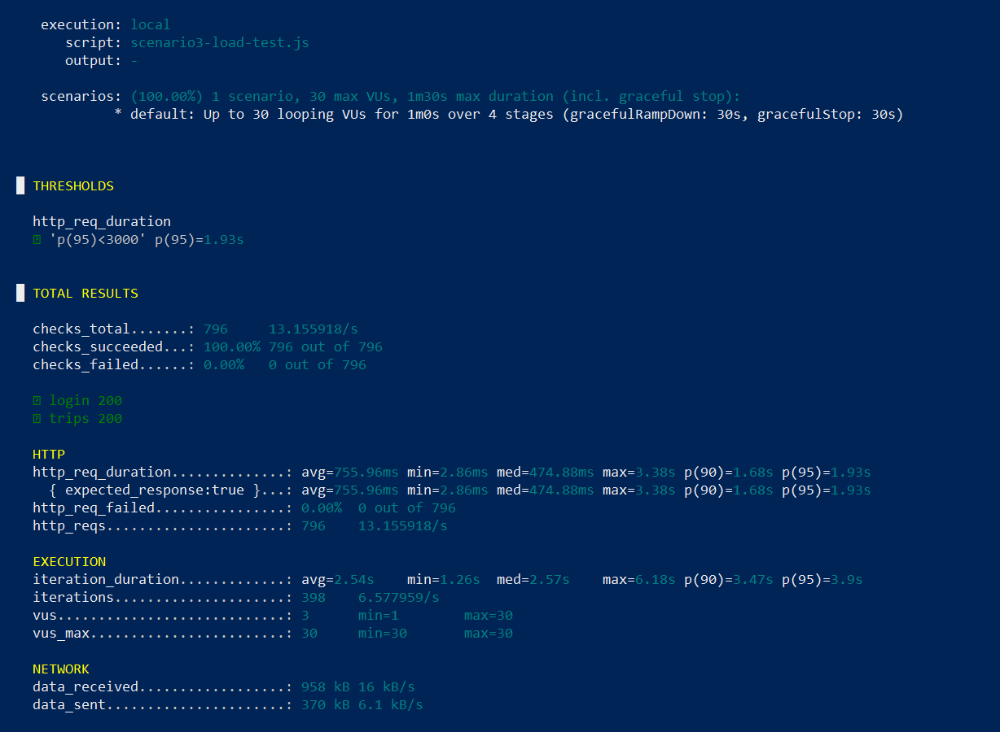 execution: local
script: scenario3-load-test.js
output: -
scenarios: (100.00%) 1 scenario, 30 max VUs, 1m30s max duration (incl. graceful stop):
* default: Up to 30 looping VUs for 1m0s over 4 stages (gracefulRampDown: 30s, gracefulStop: 30s)
█ THRESHOLDS
http_req_duration
'p(95)<3000' p(95)=1.93s
█ TOTAL RESULTS
checks_total.......: 796 13.155918/s
checks_succeeded...: 100.00% 796 out of 796
checks_failed......: 0.00% 0 out of 796
login 200
trips 200
HTTP
http_req_duration..............: avg=755.96ms min=2.86ms med=474.88ms max=3.38s p(90)=1.68s p(95)=1.93s
{ expected_response:true }...: avg=755.96ms min=2.86ms med=474.88ms max=3.38s p(90)=1.68s p(95)=1.93s
http_req_failed................: 0.00% 0 out of 796
http_reqs......................: 796 13.155918/s
EXECUTION
iteration_duration.............: avg=2.54s min=1.26s med=2.57s max=6.18s p(90)=3.47s p(95)=3.9s
iterations.....................: 398 6.577959/s
vus............................: 3 min=1 max=30
vus_max........................: 30 min=30 max=30
NETWORK
data_received..................: 958 kB 16 kB/s
data_sent......................: 370 kB 6.1 kB/s